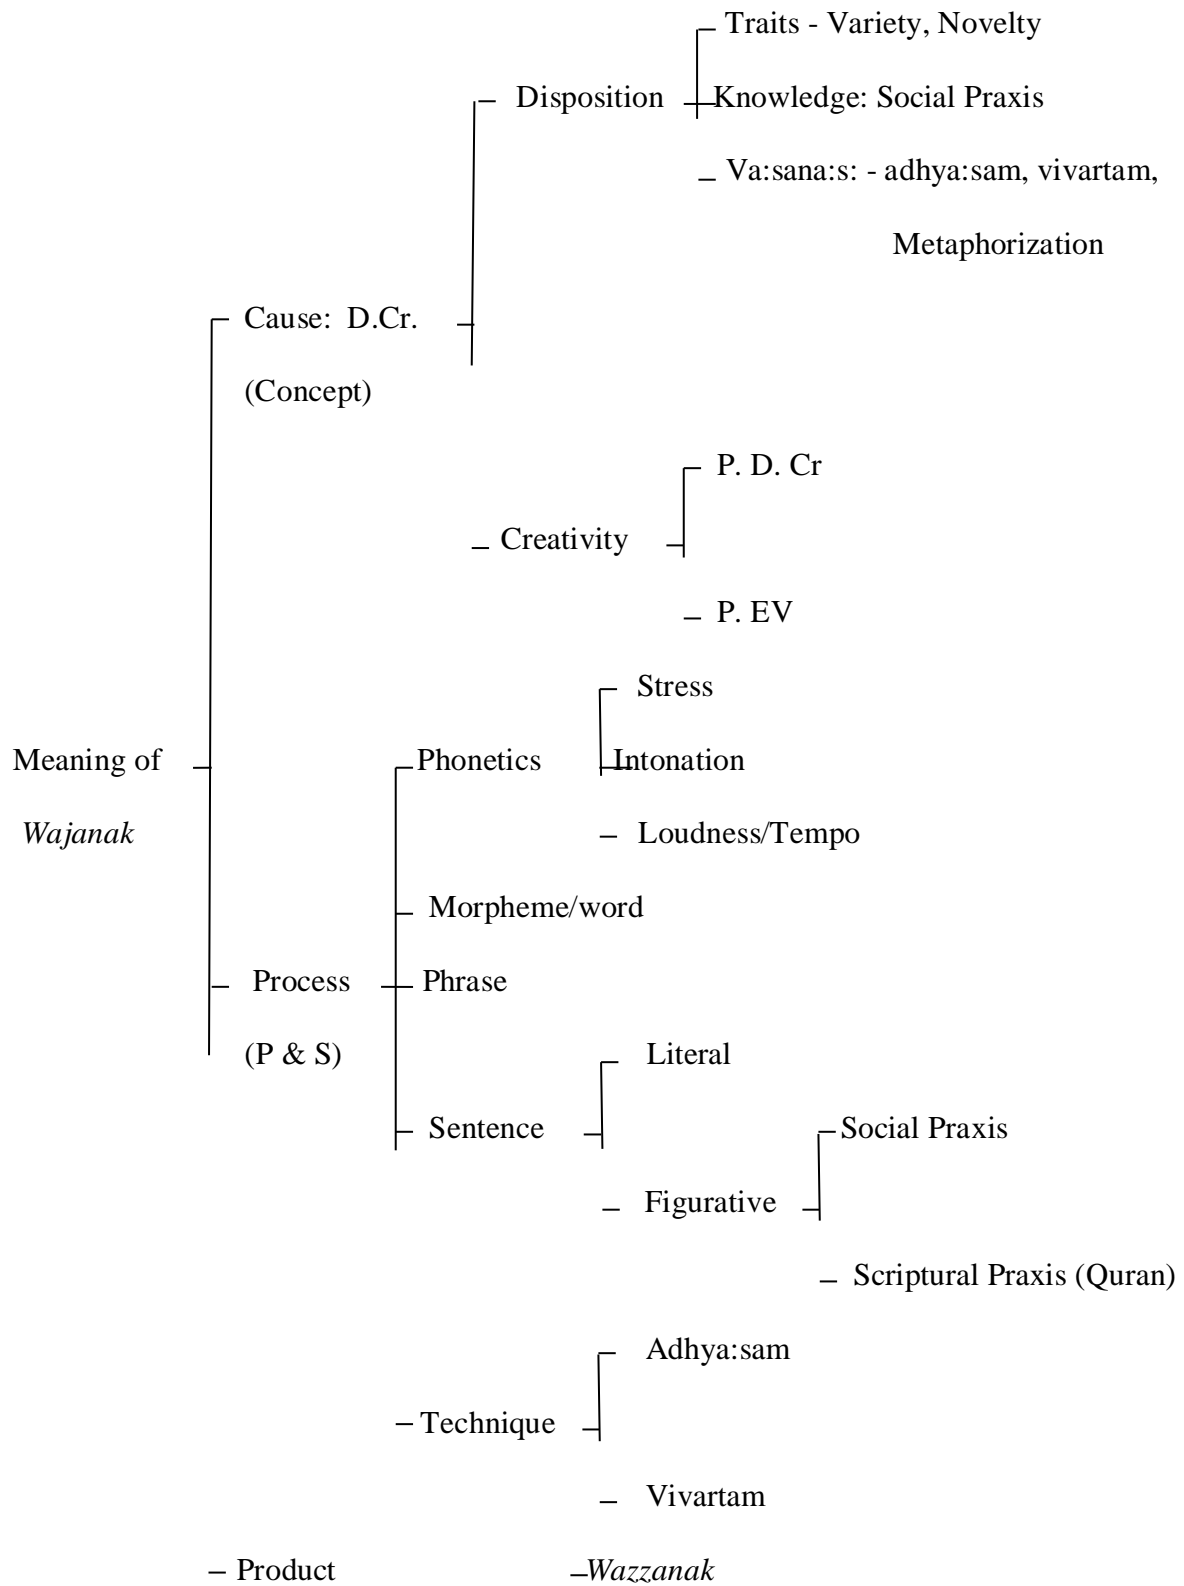 Traits - Variety, Novelty
Disposition
Knowledge: Social Praxis
Va:sana:s: - adhya:sam, vivartam,
Metaphorization
Cause: D.Cr.
(Concept)
P. D. Cr
Creativity
P. EV
Stress
Meaning of
Wajanak
Phonetics
Intonation
Loudness/Tempo
Morpheme/word
Process
(P & S)
Phrase
Literal
Sentence
Social Praxis
Figurative
Scriptural Praxis (Quran)
Adhya:sam
Technique
Vivartam
Product
Wazzanak